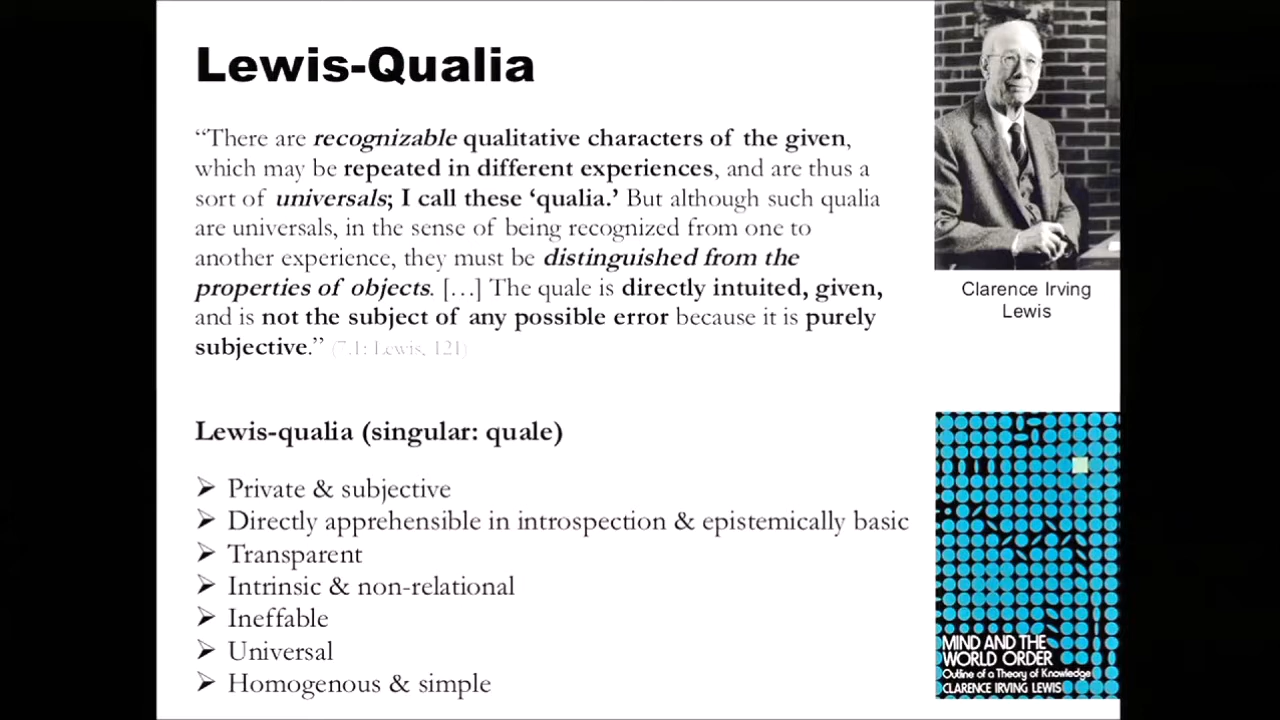 Lewis-Qualia
“There are recognizable qualitative characters of the given,
which may be repeated in different experiences, and are thus a
sort of universals; I call these ‘qualia.’ But although such qualia
are universals, in the sense of being recognized from one to
another experience, they must be distinguished from the
properties of objects. […] The quale is directly intuited, given,
and is not the subject of any possible error because it is purely
subjective.” (7.1: Lewis, 121)
Clarence Irving
Lewis
Lewis-qualia (singular: quale)
➢ Private & subjective
➢ Directly apprehensible in introspection & epistemically basic
➢ Transparent
➢ Intrinsic & non-relational
➢ Ineffable
➢ Universal
➢ Homogenous & simple
MIND AND THE
WORLD ORDER
Outline of a Theory of Knowledge
CLARENCE IRVING LEWIS